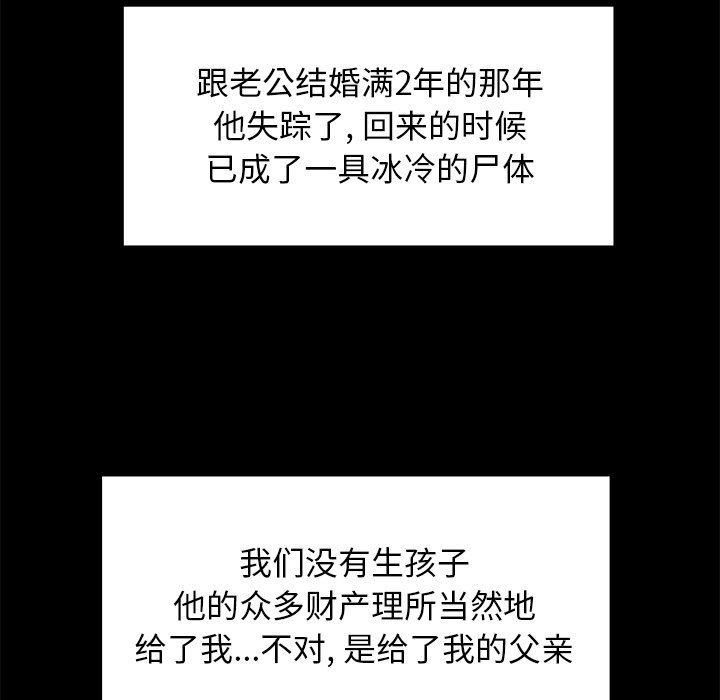 跟老公结婚满2年的那年
他失踪了, 回来的时候
已成了一具冰冷的尸体
我们没有生孩子
他的众多财产理所当然地
给了我...不对, 是给了我的父亲